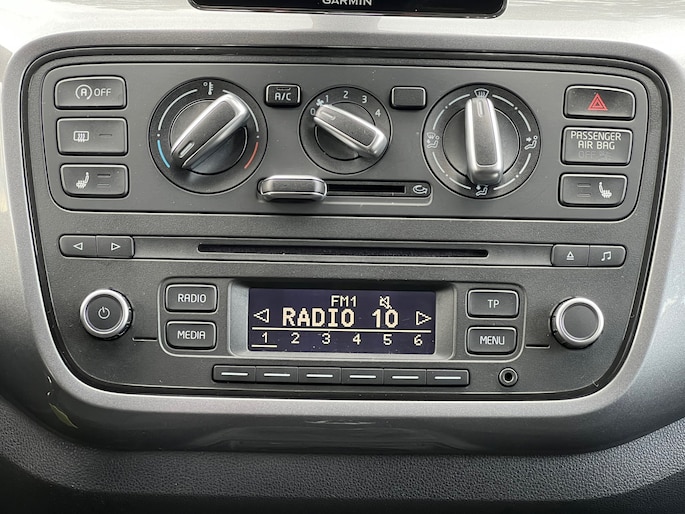 GARMIN
A OFF
A/C
0 1 2 3 4
PASSENGER
AIR BAG
RADIO
MEDIA
FM1
RADIO 10
1 2 3 4 5 6
TP
MENU